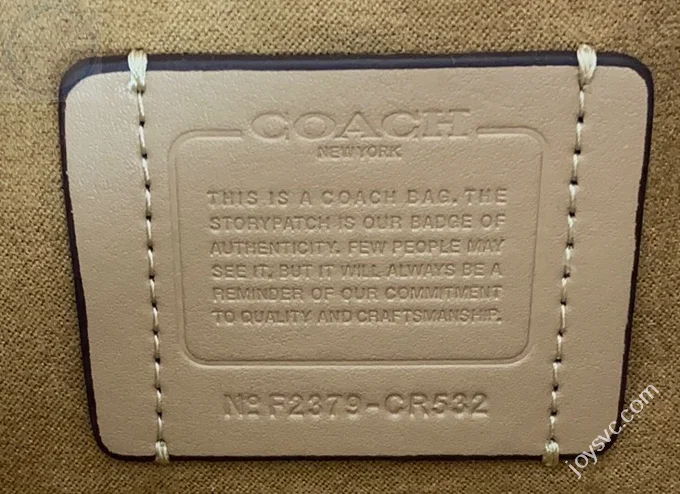 COACH
NEW YORK
THIS IS A COACH BAG. THE
STORYPATCH IS OUR BADGE OF
AUTHENTICITY. FEW PEOPLE MAY
SEE IT, BUT IT WILL ALWAYS BE A
REMINDER OF OUR COMMITMENT
TO QUALITY AND CRAFTSMANSHIP.
Nº F2379-CR532
joysvc.com